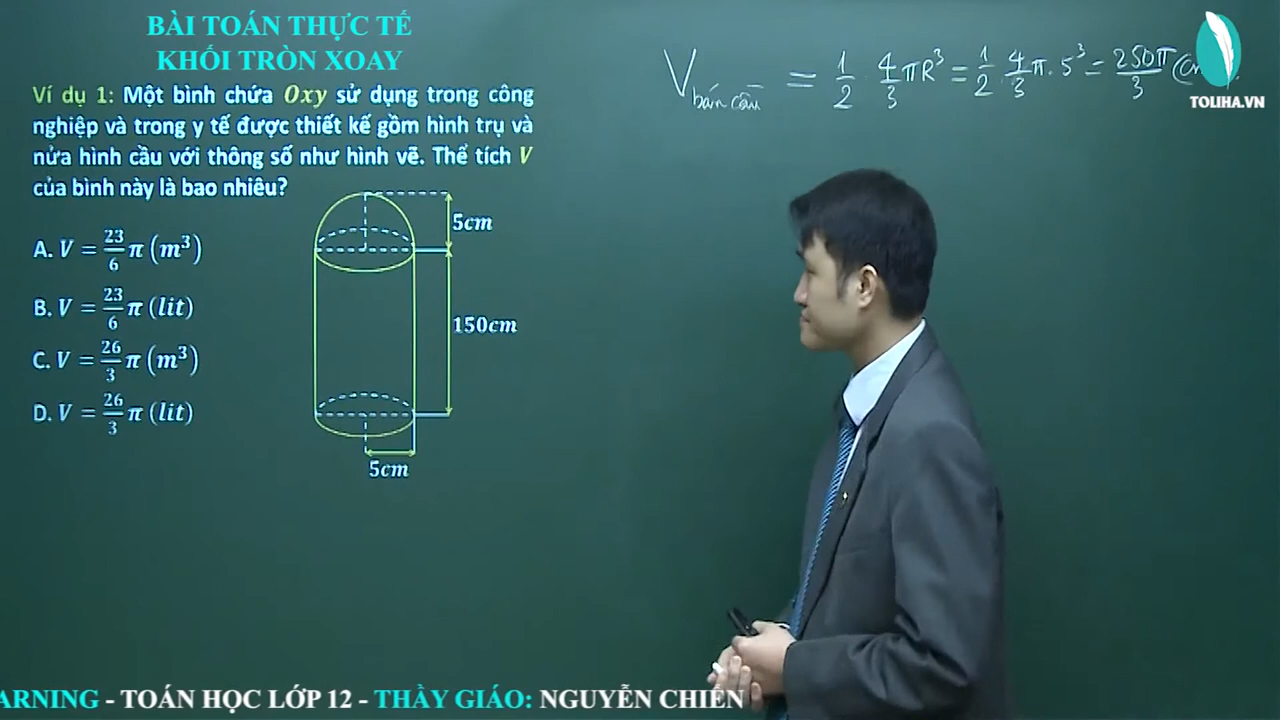 BÀI TOÁN THỰC TẾ
KHỐI TRÒN XOAY
Ví dụ 1: Một bình chứa Oxy sử dụng trong công
nghiệp và trong y tế được thiết kế gồm hình trụ và
nửa hình cầu với thông số như hình vẽ. Thể tích V
của bình này là bao nhiêu?
A. V = 23/6 π (m³)
B. V = 23/6 π (lit)
C. V = 26/3 π (m³)
D. V = 26/3 π (lit)
5cm
150cm
5cm
V bán cầu = 1/2 . 4/3 πR³ = 1/2 . 4/3 π . 5³ = 250π/3
TOLIHA.VN
ARNING - TOÁN HỌC LỚP 12 - THẦY GIÁO: NGUYỄN CHIẾN